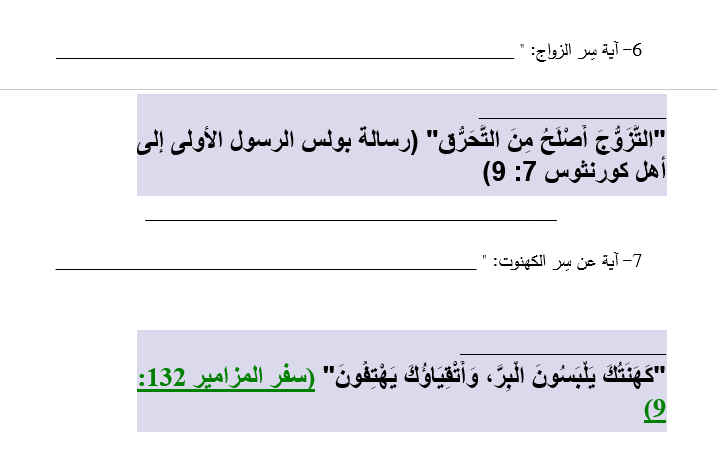 6- آية سِر الزواج: "
"التَّزَوُّجَ أَصْلَحُ مِنَ التَّحَرُّقِ" (رسالة بولس الرسول الأولى إلى
أهل كورنثوس 7: 9)
7- آية عن سِر الكهنوت: "
"كَهَنَتُكَ يَلْبَسُونَ الْبِرَّ، وَأَتْقِيَاؤُكَ يَهْتِفُونَ" (سفر المزامير 132:
9)